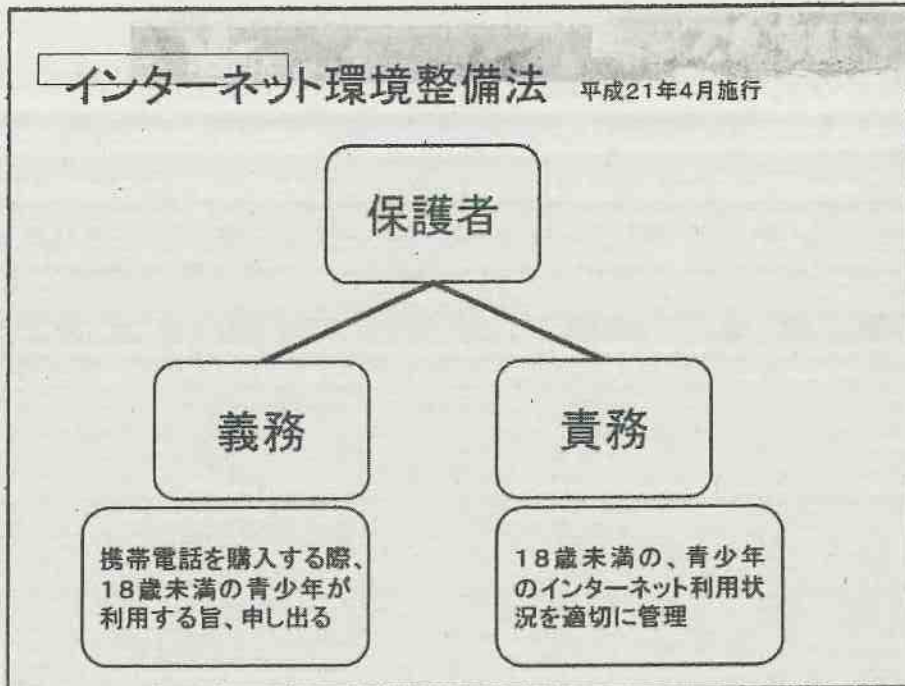 インターネット環境整備法 平成21年4月施行
保護者
義務
責務
携帯電話を購入する際、
18歳未満の青少年が
利用する旨、申し出る
18歳未満の、青少年
のインターネット利用状
況を適切に管理